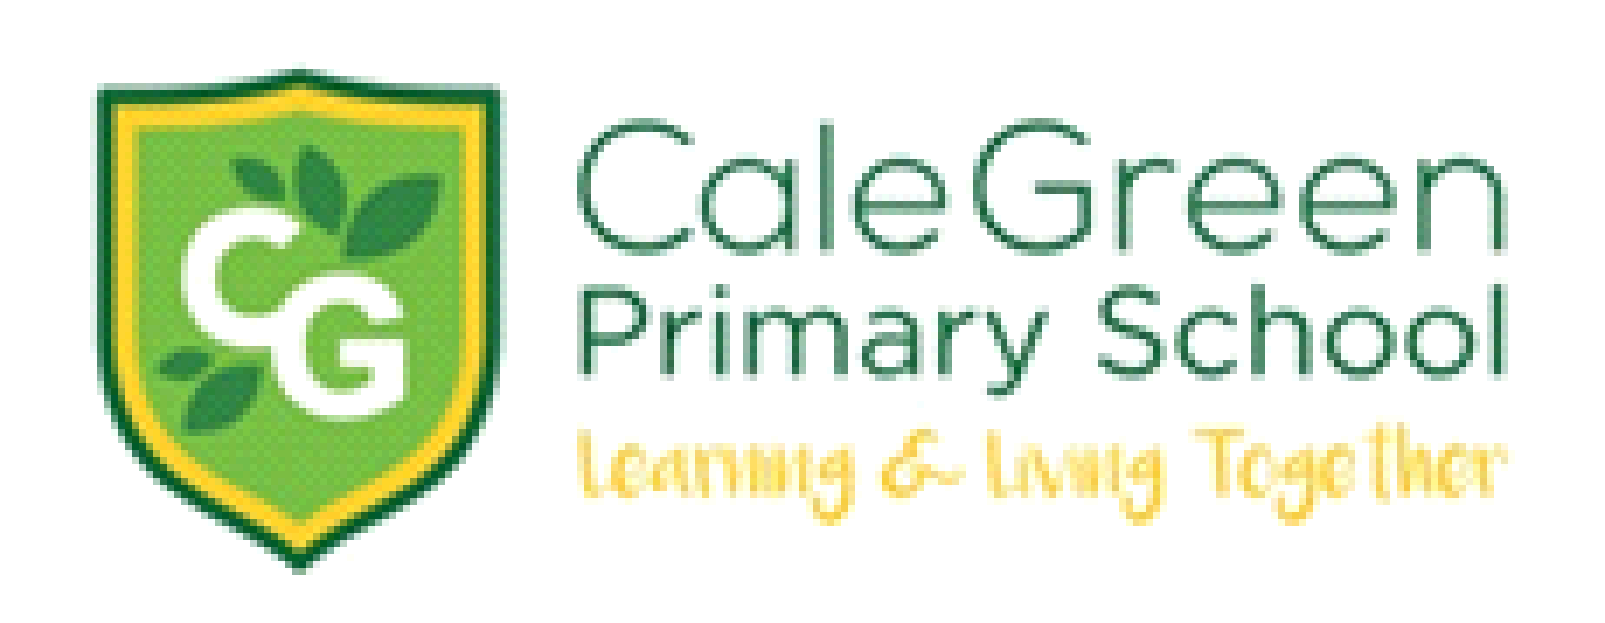 CG
Cale Green
Primary School
Learning & Living Together